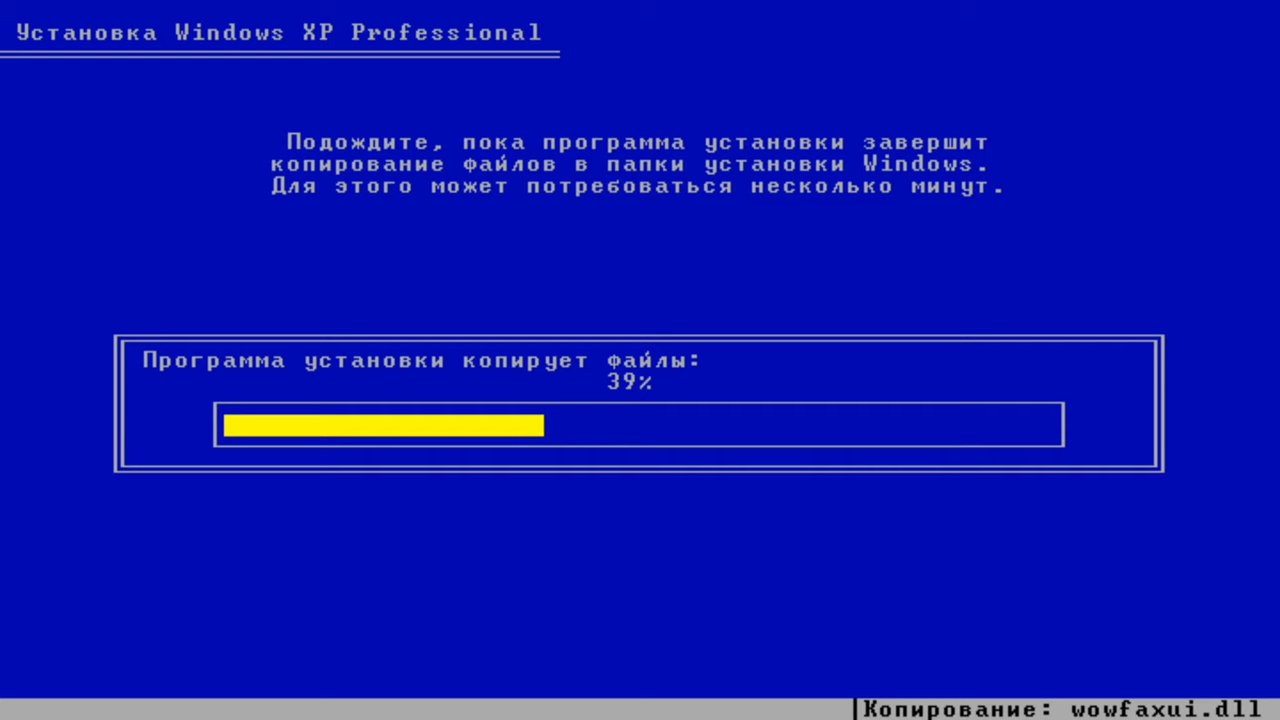 Установка Windows XP Professional
Подождите, пока программа установки завершит
копирование файлов в папки установки Windows.
Для этого может потребоваться несколько минут.
Программа установки копирует файлы:
39%
Копирование: wowfaxui.dll